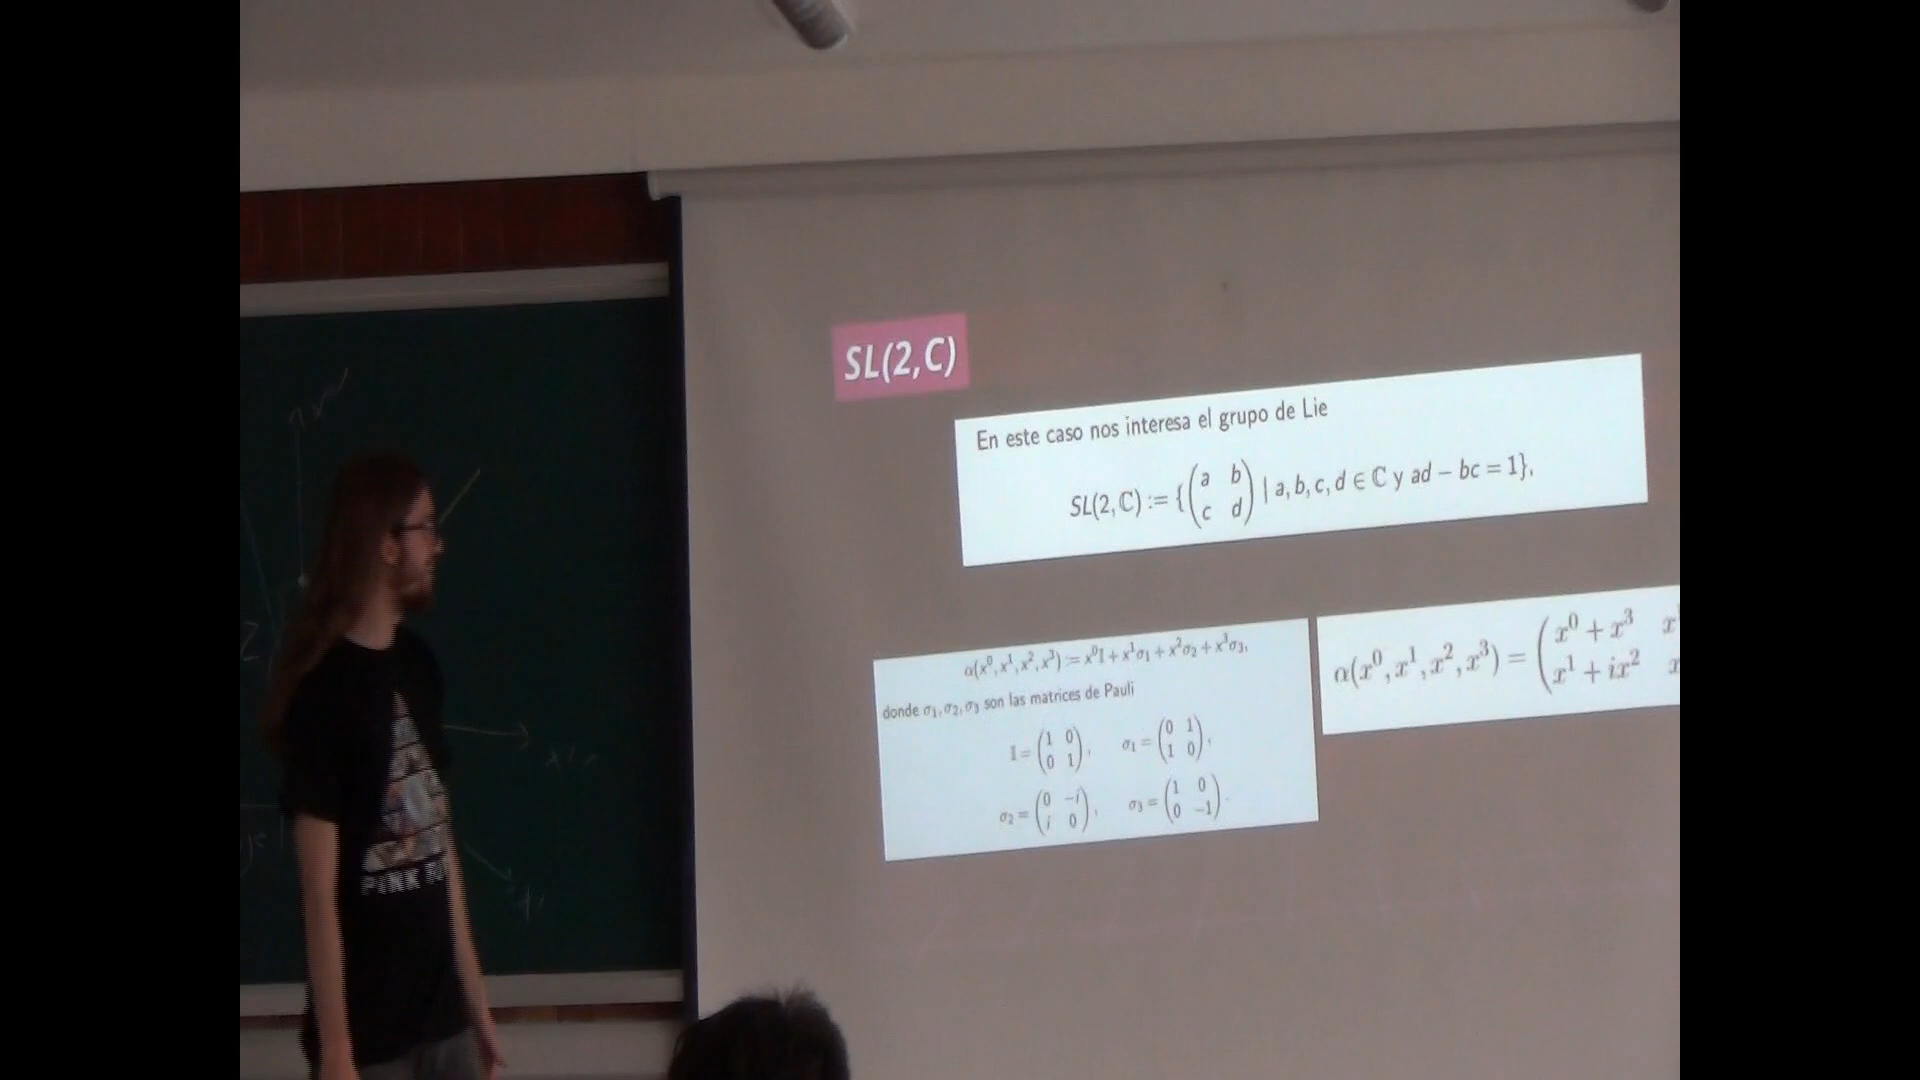 SL(2,C)
En este caso nos interesa el grupo de Lie
SL(2,ℂ) := {(a b
c d) | a, b, c, d ∈ ℂ y ad − bc = 1},
α(x⁰, x¹, x², x³) := x⁰𝕀 + x¹σ₁ + x²σ₂ + x³σ₃,
donde σ₁, σ₂, σ₃ son las matrices de Pauli
𝕀 = (1 0
0 1), σ₁ = (0 1
1 0),
σ₂ = (0 −i
i 0), σ₃ = (1 0
0 −1).
α(x⁰, x¹, x², x³) = (x⁰ + x³
x¹ + ix²
PINK